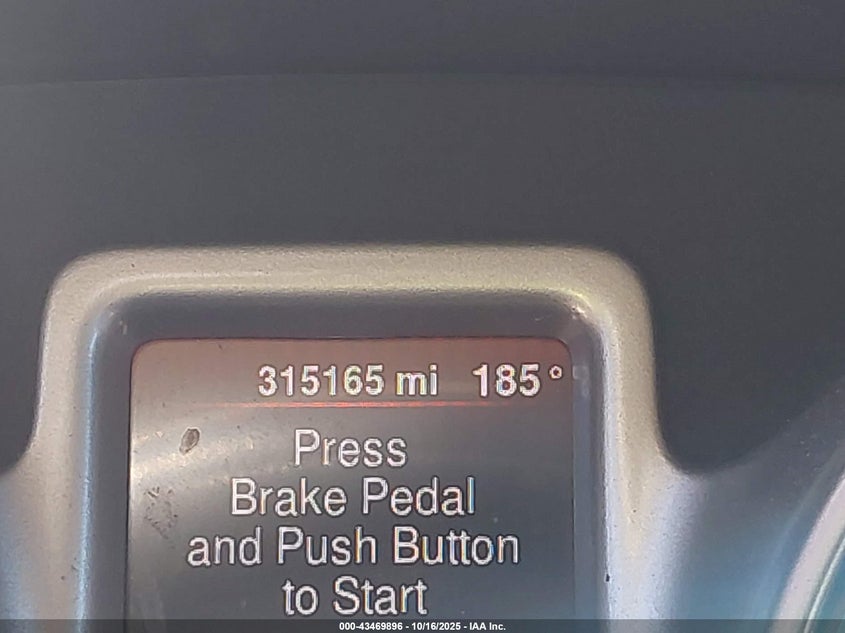 315165 mi 185°
Press
Brake Pedal
and Push Button
to Start
000-43469896 - 10/16/2025 - IAA Inc.